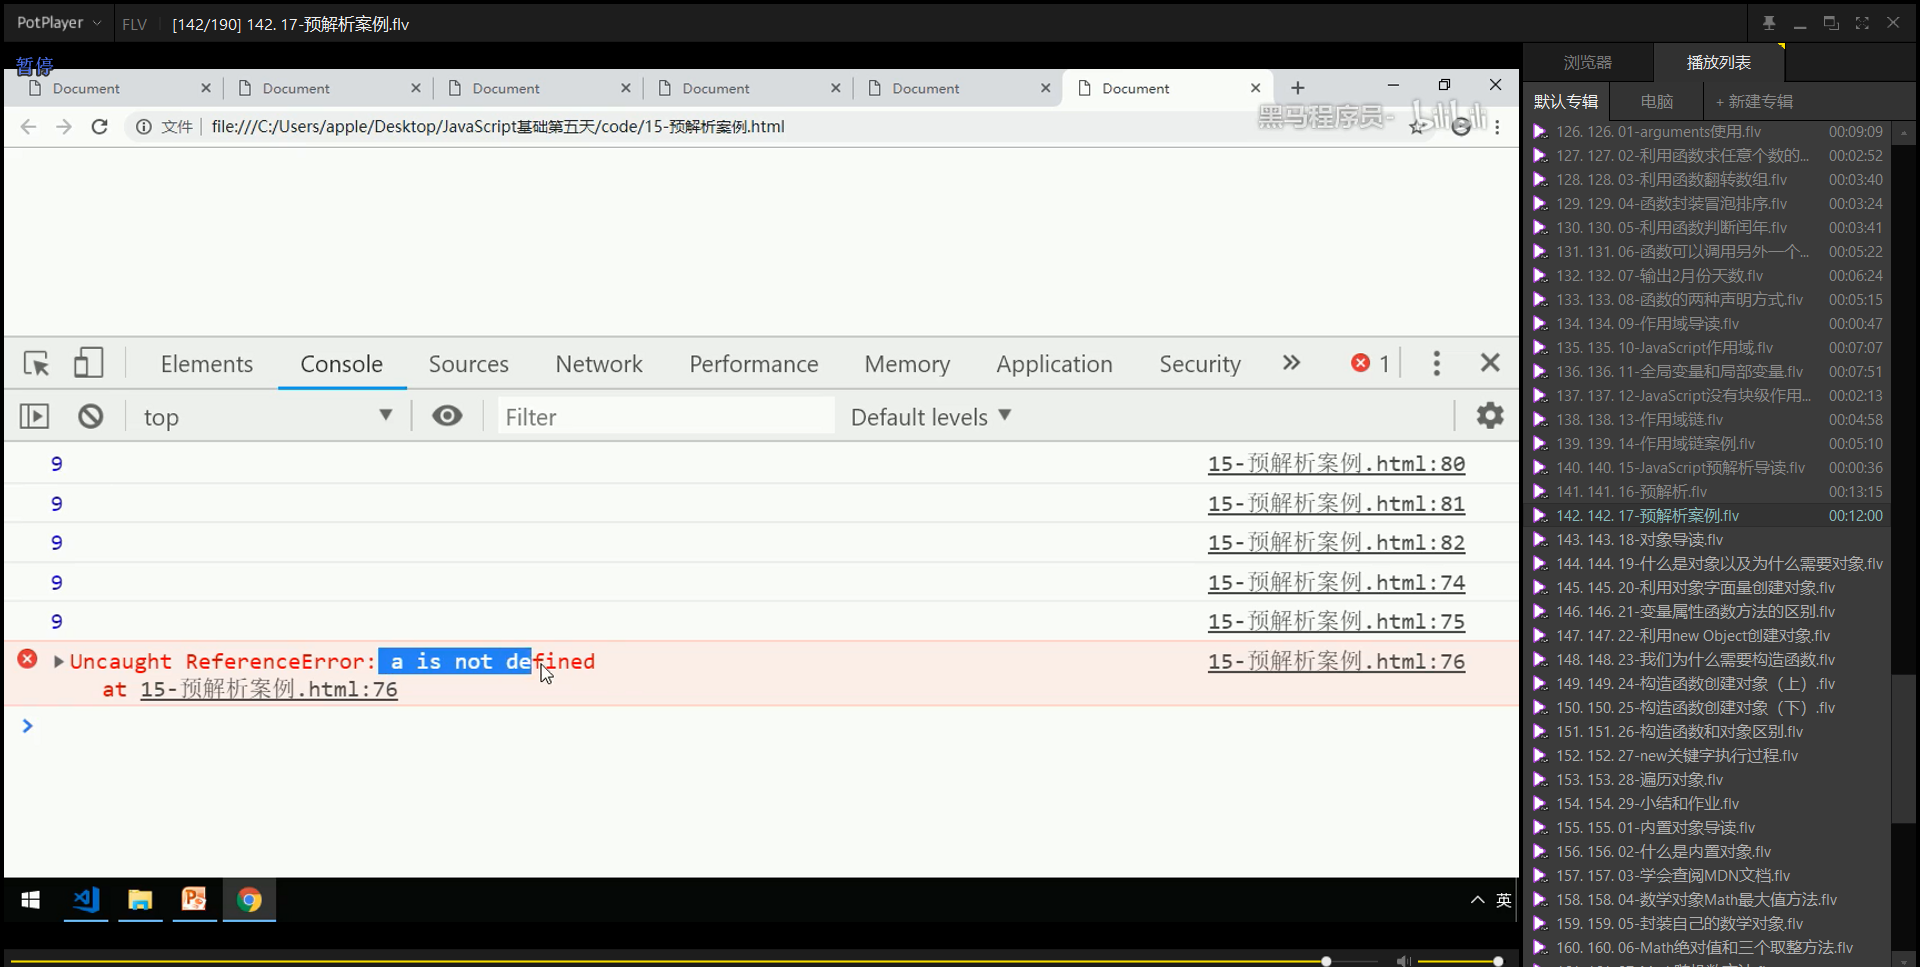 PotPlayer
FLV
[142/190] 142. 17-预解析案例.flv
暂停
Document
Document
Document
Document
Document
Document
文件
file:///C:/Users/apple/Desktop/JavaScript基础第五天/code/15-预解析案例.html
黑马程序员-
bilibili
Elements
Console
Sources
Network
Performance
Memory
Application
Security
1
top
Filter
Default levels
9 15-预解析案例.html:80
9 15-预解析案例.html:81
9 15-预解析案例.html:82
9 15-预解析案例.html:74
9 15-预解析案例.html:75
Uncaught ReferenceError: a is not defined 15-预解析案例.html:76
at 15-预解析案例.html:76
英
浏览器
播放列表
默认专辑
电脑
+ 新建专辑
126. 126. 01-arguments使用.flv 00:09:09
127. 127. 02-利用函数求任意个数的... 00:02:52
128. 128. 03-利用函数翻转数组.flv 00:03:40
129. 129. 04-函数封装冒泡排序.flv 00:03:24
130. 130. 05-利用函数判断闰年.flv 00:03:41
131. 131. 06-函数可以调用另外一个... 00:05:22
132. 132. 07-输出2月份天数.flv 00:06:24
133. 133. 08-函数的两种声明方式.flv 00:05:15
134. 134. 09-作用域导读.flv 00:00:47
135. 135. 10-JavaScript作用域.flv 00:07:07
136. 136. 11-全局变量和局部变量.flv 00:07:51
137. 137. 12-JavaScript没有块级作用... 00:02:13
138. 138. 13-作用域链.flv 00:04:58
139. 139. 14-作用域链案例.flv 00:05:10
140. 140. 15-JavaScript预解析导读.flv 00:00:36
141. 141. 16-预解析.flv 00:13:15
142. 142. 17-预解析案例.flv 00:12:00
143. 143. 18-对象导读.flv
144. 144. 19-什么是对象以及为什么需要对象.flv
145. 145. 20-利用对象字面量创建对象.flv
146. 146. 21-变量属性函数方法的区别.flv
147. 147. 22-利用new Object创建对象.flv
148. 148. 23-我们为什么需要构造函数.flv
149. 149. 24-构造函数创建对象（上）.flv
150. 150. 25-构造函数创建对象（下）.flv
151. 151. 26-构造函数和对象区别.flv
152. 152. 27-new关键字执行过程.flv
153. 153. 28-遍历对象.flv
154. 154. 29-小结和作业.flv
155. 155. 01-内置对象导读.flv
156. 156. 02-什么是内置对象.flv
157. 157. 03-学会查阅MDN文档.flv
158. 158. 04-数学对象Math最大值方法.flv
159. 159. 05-封装自己的数学对象.flv
160. 160. 06-Math绝对值和三个取整方法.flv